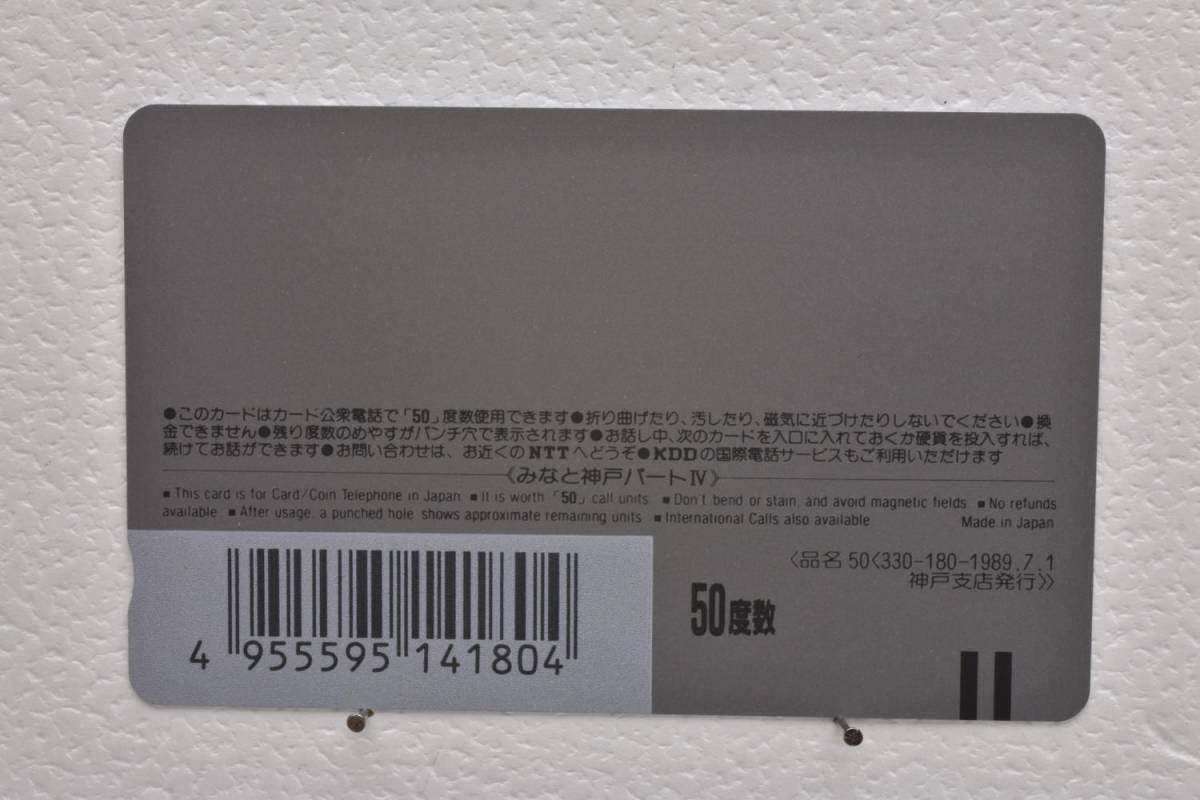 ●このカードはカード公衆電話で「50」度数使用できます●折り曲げたり、汚したり、磁気に近づけたりしないでください●換
金できません●残り度数のめやすがパンチ穴で表示されます●お話し中、次のカードを入口に入れておくか硬貨を投入すれば、
続けてお話ができます●お問い合わせは、お近くのNTTへどうぞ●KDDの国際電話サービスもご利用いただけます
《みなと神戸パートⅣ》
■ This card is for Card/Coin Telephone in Japan ■ It is worth「50」call units ■ Don't bend or stain, and avoid magnetic fields ■ No refunds
available ■ After usage, a punched hole shows approximate remaining units ■ International Calls also available Made in Japan
〈品名 50〈330-180-1989.7.1
神戸支店発行〉〉
50度数
4 955595 141804